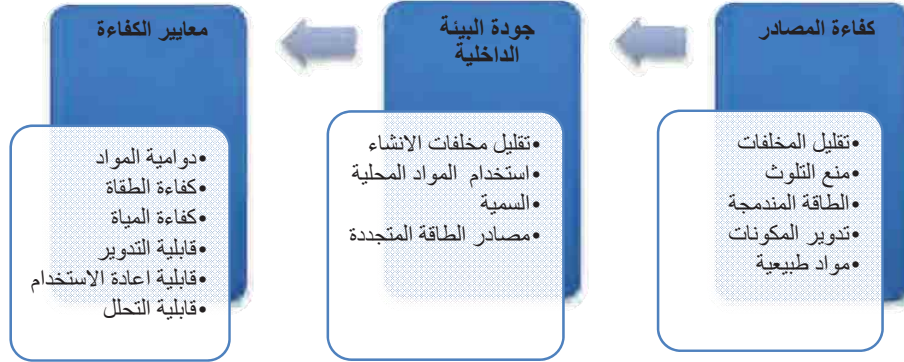 كفاءة المصادر
•تقليل المخلفات
•منع التلوث
•الطاقة المندمجة
•تدوير المكونات
•مواد طبيعية
جودة البيئة
الداخلية
•تقليل مخلفات الانشاء
•استخدام المواد المحلية
•السمية
•مصادر الطاقة المتجددة
معايير الكفاءة
•دوامية المواد
•كفاءة الطقاة
•كفاءة المياة
•قابلية التدوير
•قابلية اعادة الاستخدام
•قابلية التحلل